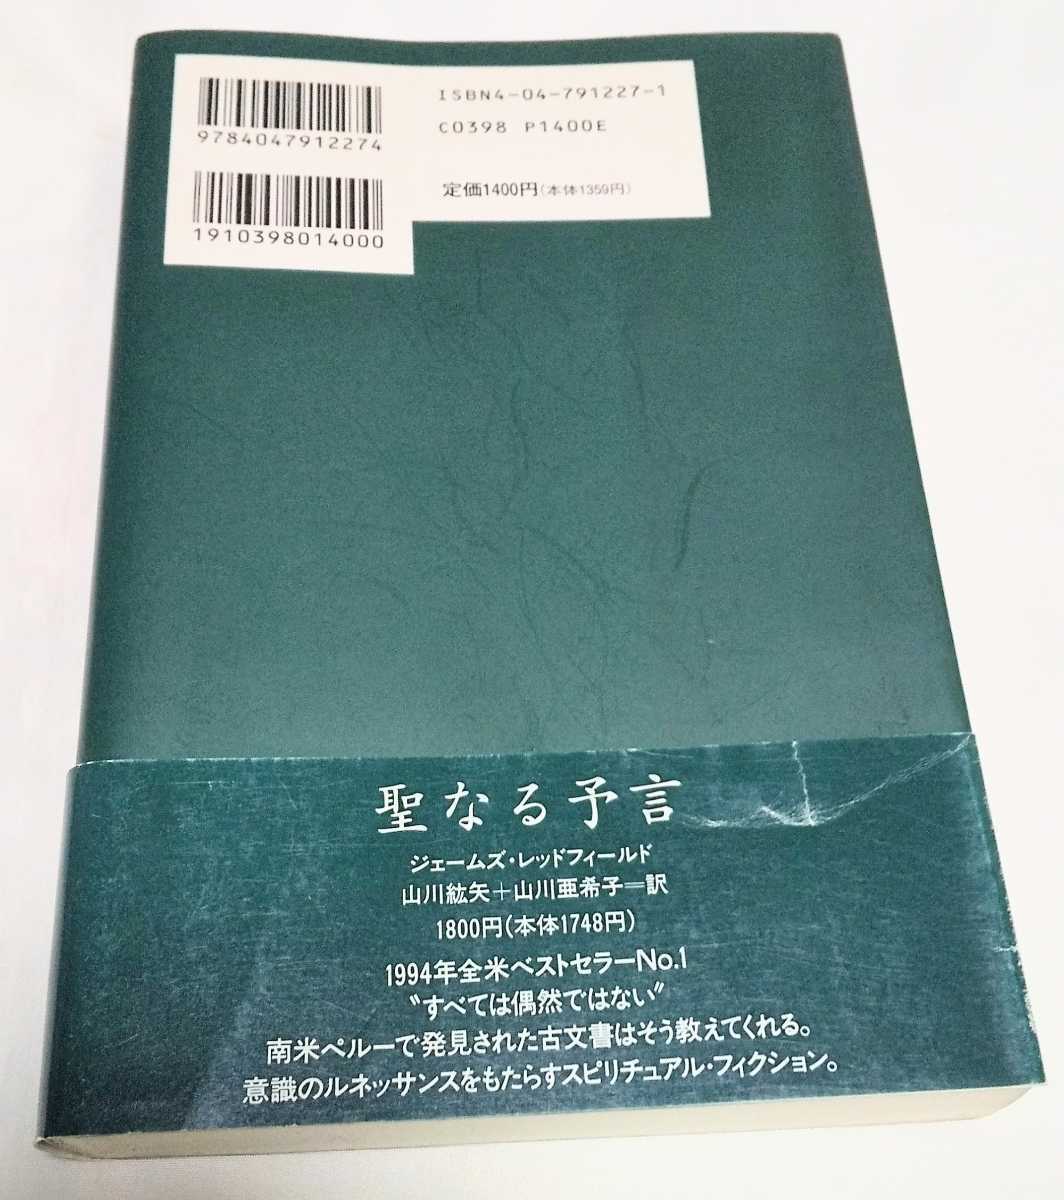 9784047912274
1910398014000
ISBN4-04-791227-1
C0398 P1400E
定価1400円(本体1359円)
聖なる予言
ジェームズ・レッドフィールド
山川紘矢+山川亜希子=訳
1800円(本体1748円)
1994年全米ベストセラーNo.1
〝すべては偶然ではない〟
南米ペルーで発見された古文書はそう教えてくれる。
意識のルネッサンスをもたらすスピリチュアル・フィクション。